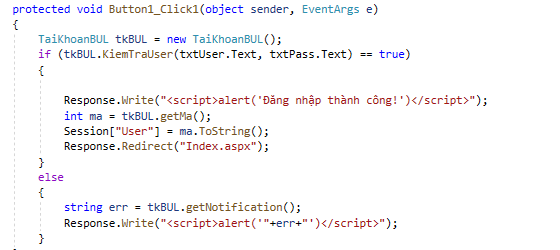 protected void Button1_Click1(object sender, EventArgs e)
{
TaiKhoanBUL tkBUL = new TaiKhoanBUL();
if (tkBUL.KiemTraUser(txtUser.Text, txtPass.Text) == true)
{
Response.Write("<script>alert('Đăng nhập thành công!')</script>");
int ma = tkBUL.getMa();
Session["User"] = ma.ToString();
Response.Redirect("Index.aspx");
}
else
{
string err = tkBUL.getNotification();
Response.Write("<script>alert('"+err+"')</script>");
}